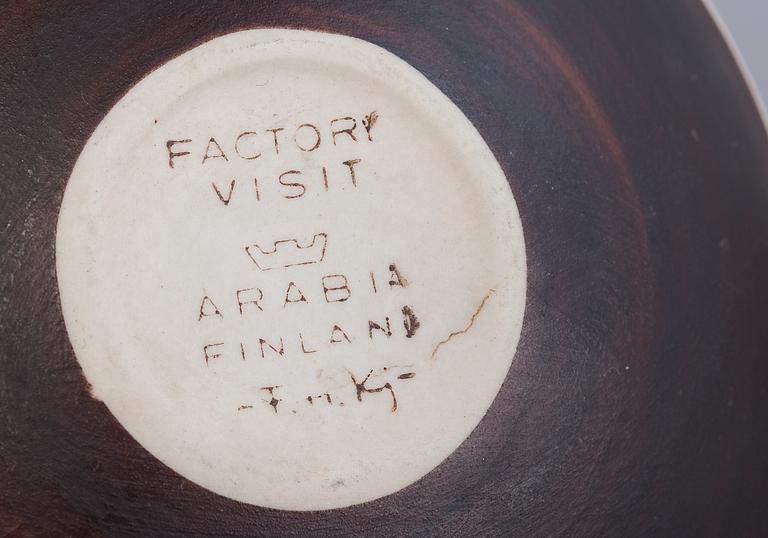 FACTORY
VISIT
ARABIA
FINLAND